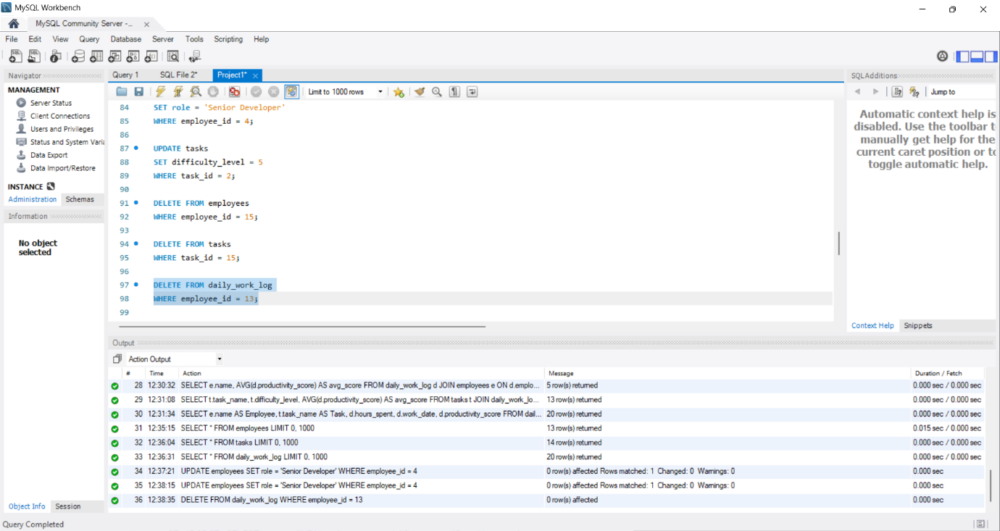 MySQL Workbench
MySQL Community Server -...
File Edit View Query Database Server Tools Scripting Help
Navigator
MANAGEMENT
Server Status
Client Connections
Users and Privileges
Status and System Varia
Data Export
Data Import/Restore
INSTANCE
Administration Schemas
Information
No object
selected
Object Info Session
Query 1 SQL File 2* Project1*
Limit to 1000 rows
84 SET role = 'Senior Developer'
85 WHERE employee_id = 4;
86
87 UPDATE tasks
88 SET difficulty_level = 5
89 WHERE task_id = 2;
90
91 DELETE FROM employees
92 WHERE employee_id = 15;
93
94 DELETE FROM tasks
95 WHERE task_id = 15;
96
97 DELETE FROM daily_work_log
98 WHERE employee_id = 13;
99
SQLAdditions
Jump to
Automatic context help is
disabled. Use the toolbar t
manually get help for the
current caret position or to
toggle automatic help.
Context Help Snippets
Output
Action Output
# Time Action Message Duration / Fetch
28 12:30:32 SELECT e.name, AVG(d.productivity_score) AS avg_score FROM daily_work_log d JOIN employees e ON d.emplo... 5 row(s) returned 0.000 sec / 0.000 sec
29 12:31:08 SELECT t.task_name, t.difficulty_level, AVG(d.productivity_score) AS avg_score FROM tasks t JOIN daily_work_lo... 13 row(s) returned 0.000 sec / 0.000 sec
30 12:31:34 SELECT e.name AS Employee, t.task_name AS Task, d.hours_spent, d.work_date, d.productivity_score FROM dail... 20 row(s) returned 0.000 sec / 0.000 sec
31 12:35:15 SELECT * FROM employees LIMIT 0, 1000 13 row(s) returned 0.015 sec / 0.000 sec
32 12:36:04 SELECT * FROM tasks LIMIT 0, 1000 14 row(s) returned 0.000 sec / 0.000 sec
33 12:36:31 SELECT * FROM daily_work_log LIMIT 0, 1000 20 row(s) returned 0.000 sec / 0.000 sec
34 12:37:21 UPDATE employees SET role = 'Senior Developer' WHERE employee_id = 4 0 row(s) affected Rows matched: 1 Changed: 0 Warnings: 0 0.000 sec
35 12:38:15 UPDATE employees SET role = 'Senior Developer' WHERE employee_id = 4 0 row(s) affected Rows matched: 1 Changed: 0 Warnings: 0 0.000 sec
36 12:38:35 DELETE FROM daily_work_log WHERE employee_id = 13 0 row(s) affected 0.000 sec
Query Completed